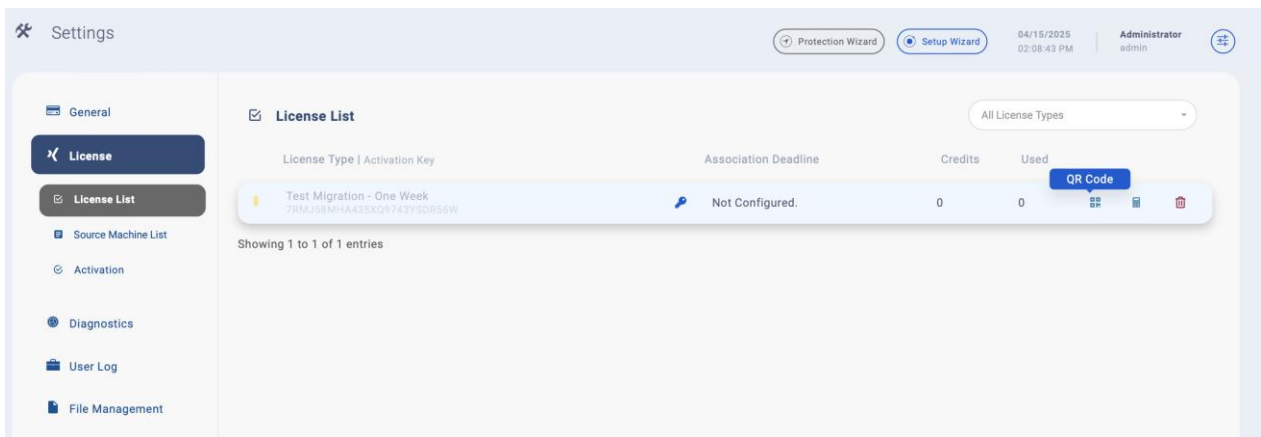 Settings
Protection Wizard
Setup Wizard
04/15/2025
02:08:43 PM
Administrator
admin
General
License
License List
Source Machine List
Activation
Diagnostics
User Log
File Management
License List
All License Types
License Type | Activation Key
Association Deadline
Credits
Used
QR Code
Test Migration - One Week
Not Configured.
0
0
Showing 1 to 1 of 1 entries